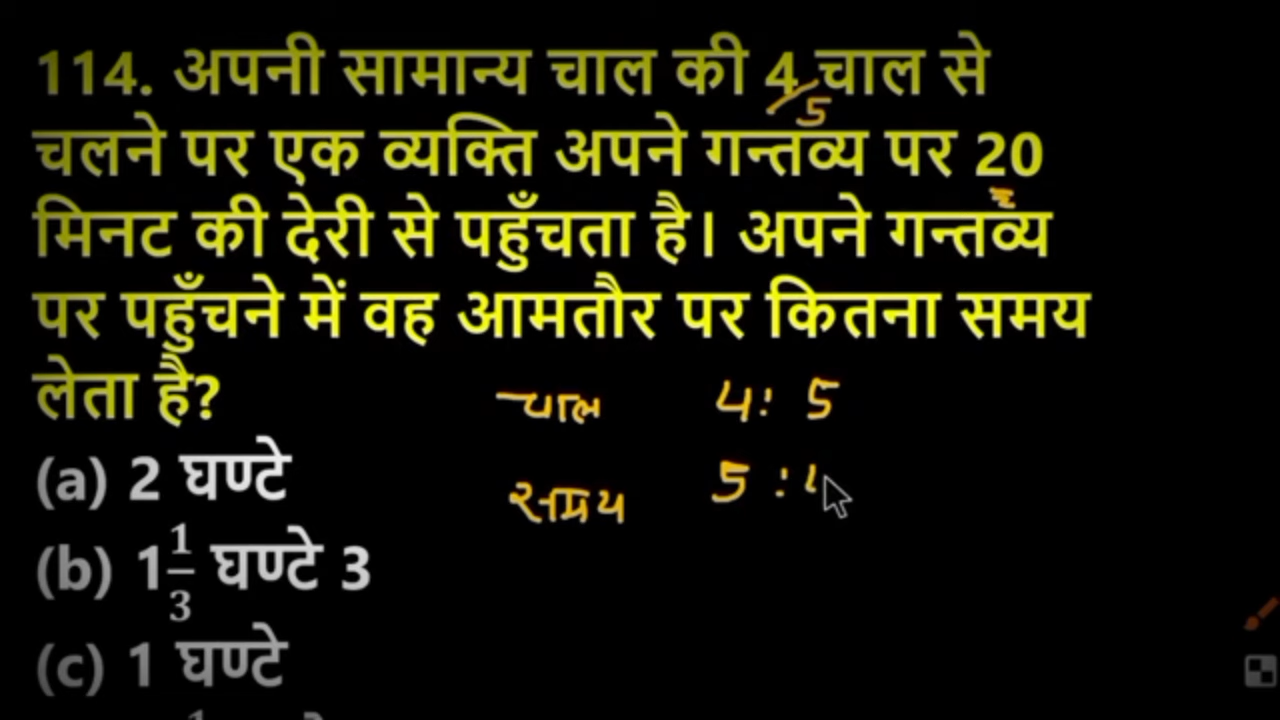 114. अपनी सामान्य चाल की 4/5 चाल से
चलने पर एक व्यक्ति अपने गन्तव्य पर 20
मिनट की देरी से पहुँचता है। अपने गन्तव्य
पर पहुँचने में वह आमतौर पर कितना समय
लेता है?
चाल 4 : 5
(a) 2 घण्टे
समय 5 :
(b) 1 1/3 घण्टे 3
(c) 1 घण्टे